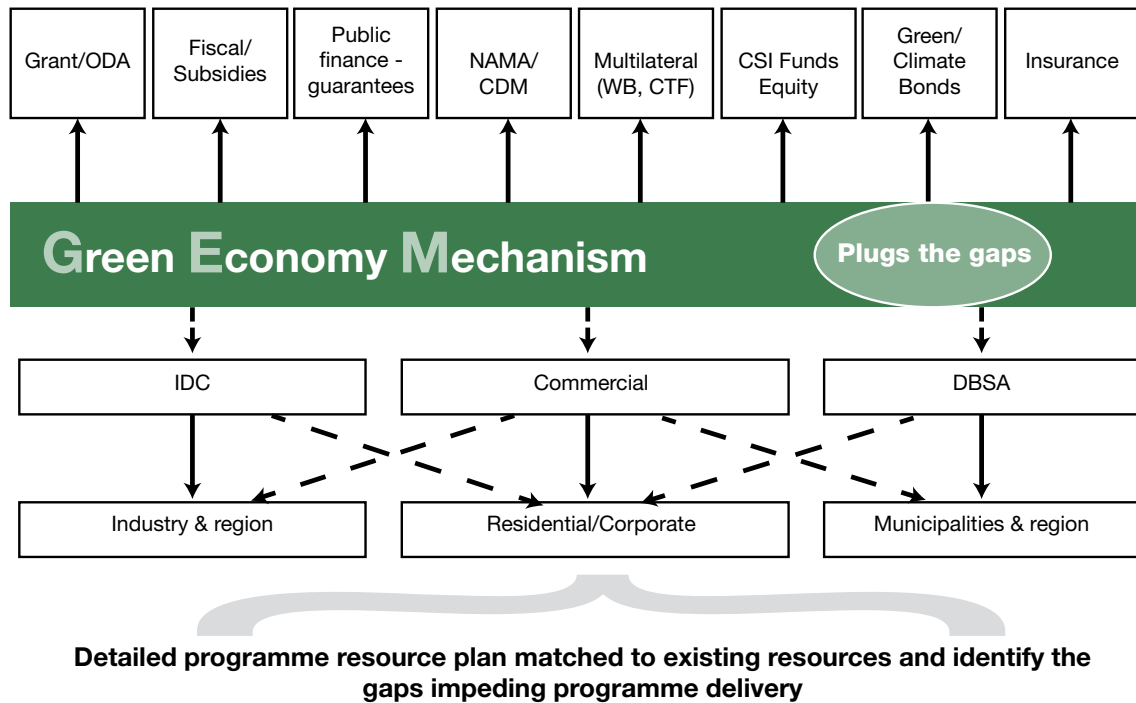 Grant/ODA
Fiscal/
Subsidies
Public
finance -
guarantees
NAMA/
CDM
Multilateral
(WB, CTF)
CSI Funds
Equity
Green/
Climate
Bonds
Insurance
Green Economy Mechanism
Plugs the gaps
IDC
Commercial
DBSA
Industry & region
Residential/Corporate
Municipalities & region
Detailed programme resource plan matched to existing resources and identify the
gaps impeding programme delivery